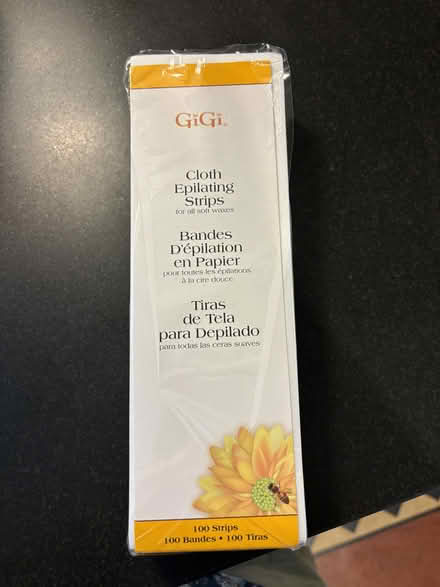 GiGi®
Cloth
Epilating
Strips
for all soft waxes
Bandes
D'épilation
en Papier
pour toutes les épilations
à la cire douce
Tiras
de Tela
para Depilado
para todas las ceras suaves
100 Strips
100 Bandes • 100 Tiras